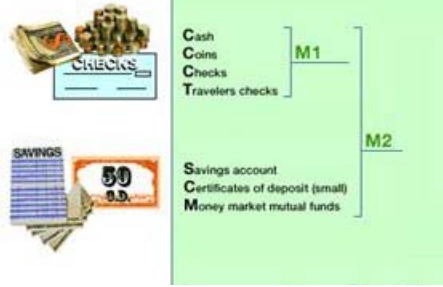 CHECKS
Cash
Coins
Checks
Travelers checks
M1
M2
SAVINGS
50
C.D.
Savings account
Certificates of deposit (small)
Money market mutual funds